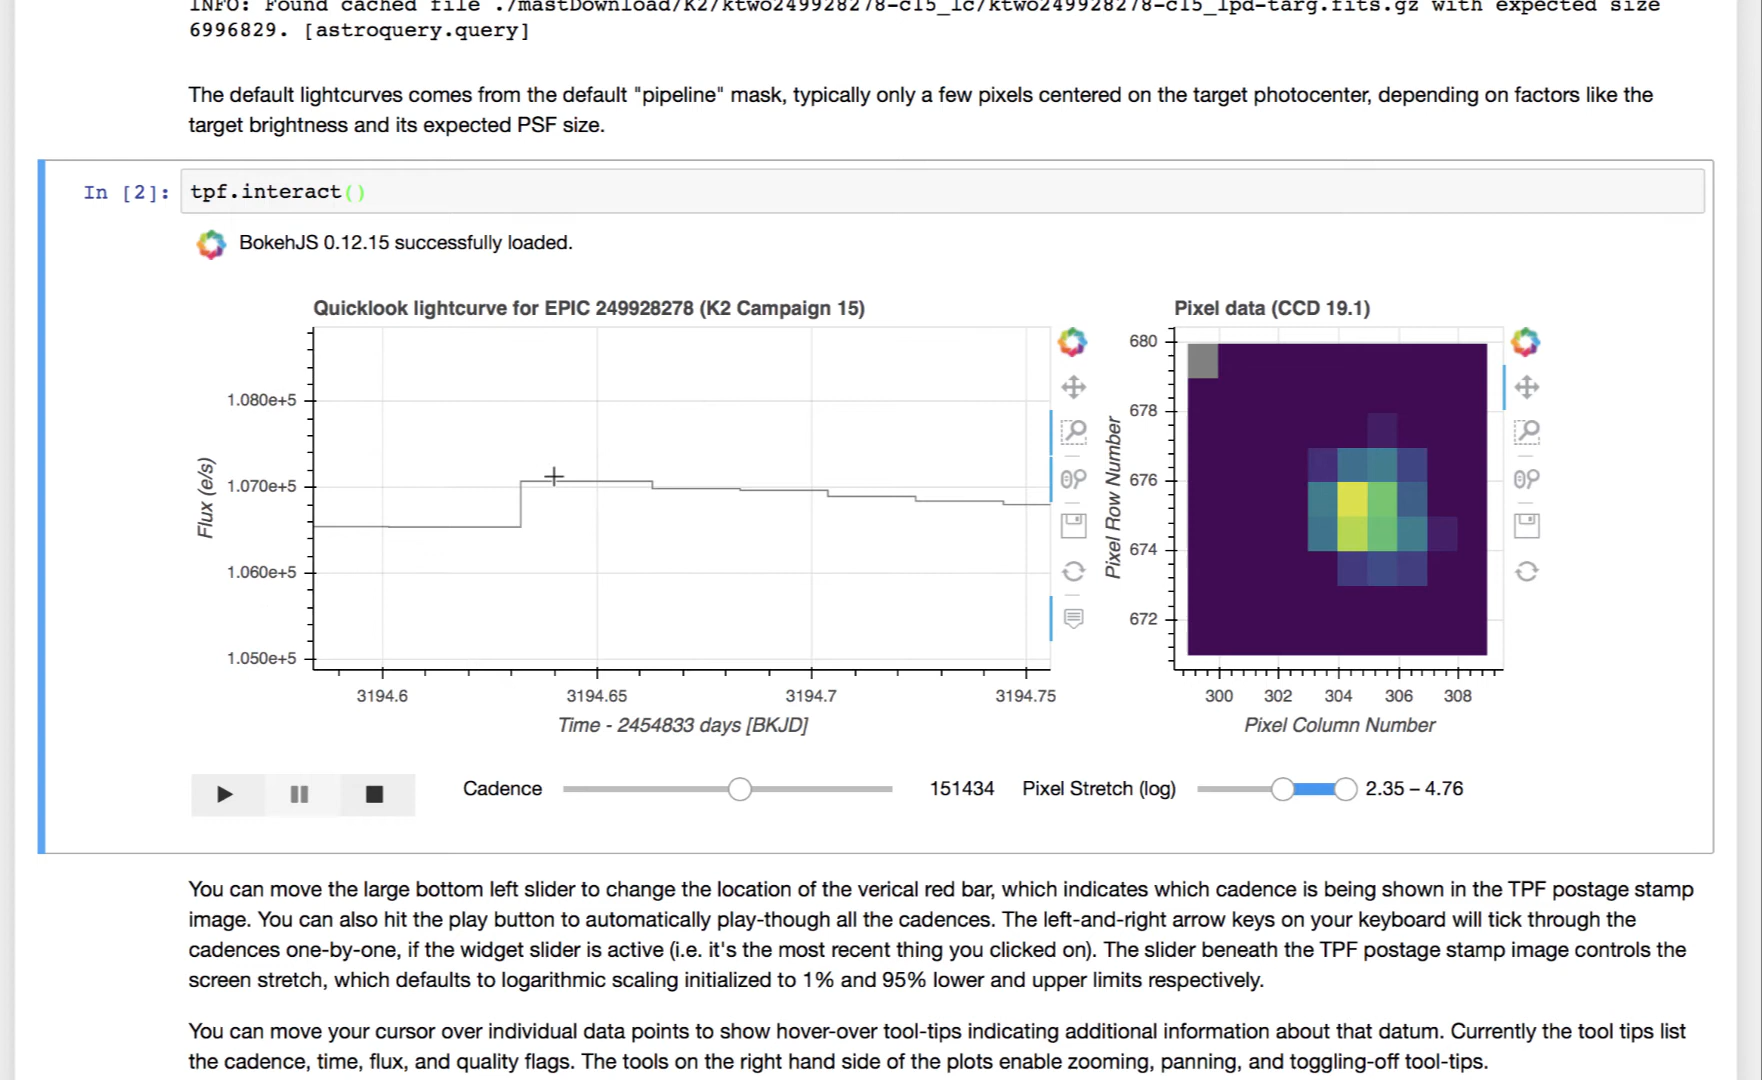 INFO: Found cached file ./mastDownload/K2/ktwo249928278-c15_lc/ktwo249928278-c15_lpd-targ.fits.gz with expected size
6996829. [astroquery.query]
The default lightcurves comes from the default "pipeline" mask, typically only a few pixels centered on the target photocenter, depending on factors like the
target brightness and its expected PSF size.
In [2]: tpf.interact()
BokehJS 0.12.15 successfully loaded.
Quicklook lightcurve for EPIC 249928278 (K2 Campaign 15)
1.080e+5
1.070e+5
1.060e+5
1.050e+5
Flux (e/s)
3194.6 3194.65 3194.7 3194.75
Time - 2454833 days [BKJD]
Pixel data (CCD 19.1)
680
678
676
674
672
Pixel Row Number
300 302 304 306 308
Pixel Column Number
Cadence 151434 Pixel Stretch (log) 2.35 – 4.76
You can move the large bottom left slider to change the location of the verical red bar, which indicates which cadence is being shown in the TPF postage stamp
image. You can also hit the play button to automatically play-though all the cadences. The left-and-right arrow keys on your keyboard will tick through the
cadences one-by-one, if the widget slider is active (i.e. it's the most recent thing you clicked on). The slider beneath the TPF postage stamp image controls the
screen stretch, which defaults to logarithmic scaling initialized to 1% and 95% lower and upper limits respectively.
You can move your cursor over individual data points to show hover-over tool-tips indicating additional information about that datum. Currently the tool tips list
the cadence, time, flux, and quality flags. The tools on the right hand side of the plots enable zooming, panning, and toggling-off tool-tips.